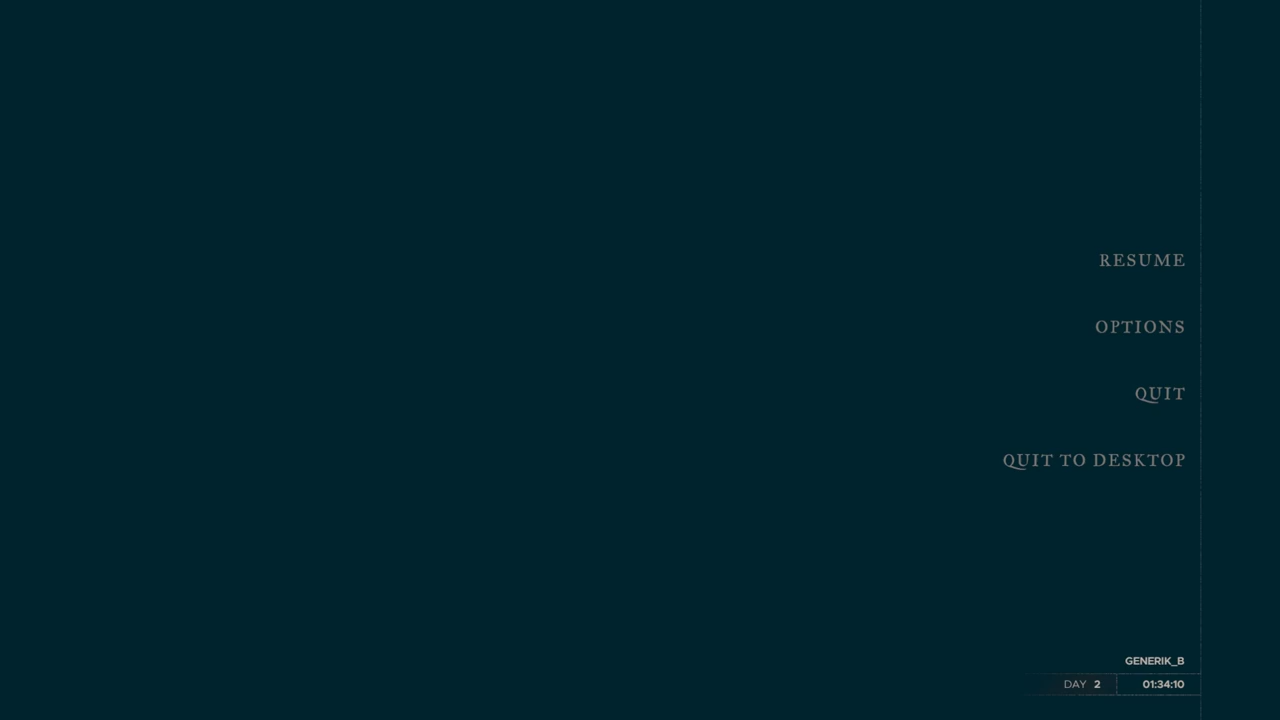 RESUME
OPTIONS
QUIT
QUIT TO DESKTOP
GENERIK_B
DAY 2 01:34:10